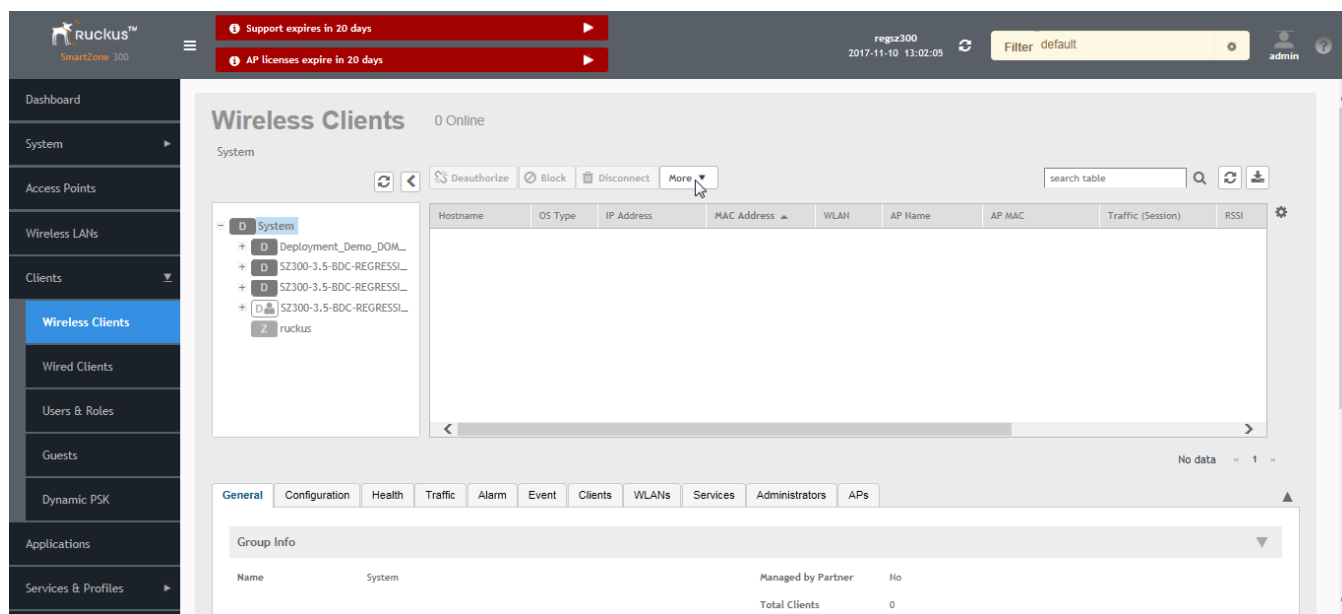 Ruckus™
SmartZone 300
Support expires in 20 days
AP licenses expire in 20 days
regsz300
2017-11-10 13:02:05
Filter default
admin
Dashboard
System
Access Points
Wireless LANs
Clients
Wireless Clients
Wired Clients
Users & Roles
Guests
Dynamic PSK
Applications
Services & Profiles
Wireless Clients 0 Online
System
Deauthorize Block Disconnect More
search table
D System
D Deployment_Demo_DOM...
D SZ300-3.5-BDC-REGRESSI...
D SZ300-3.5-BDC-REGRESSI...
D SZ300-3.5-BDC-REGRESSI...
Z ruckus
Hostname OS Type IP Address MAC Address WLAN AP Name AP MAC Traffic (Session) RSSI
No data « 1 »
General Configuration Health Traffic Alarm Event Clients WLANs Services Administrators APs
Group Info
Name System Managed by Partner No
Total Clients 0